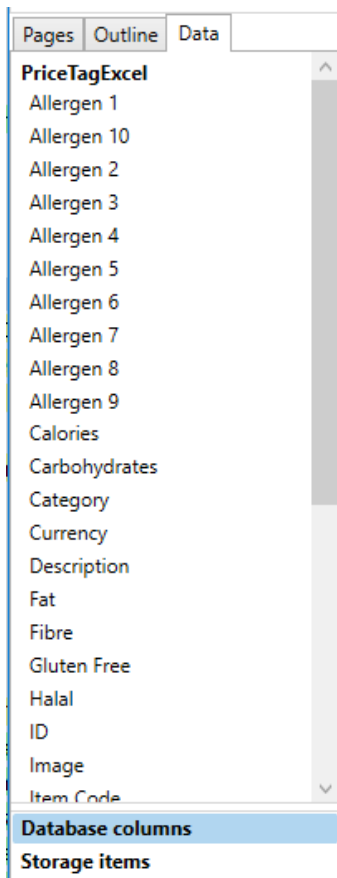 Pages Outline Data
PriceTagExcel
Allergen 1
Allergen 10
Allergen 2
Allergen 3
Allergen 4
Allergen 5
Allergen 6
Allergen 7
Allergen 8
Allergen 9
Calories
Carbohydrates
Category
Currency
Description
Fat
Fibre
Gluten Free
Halal
ID
Image
Item Code
Database columns
Storage items